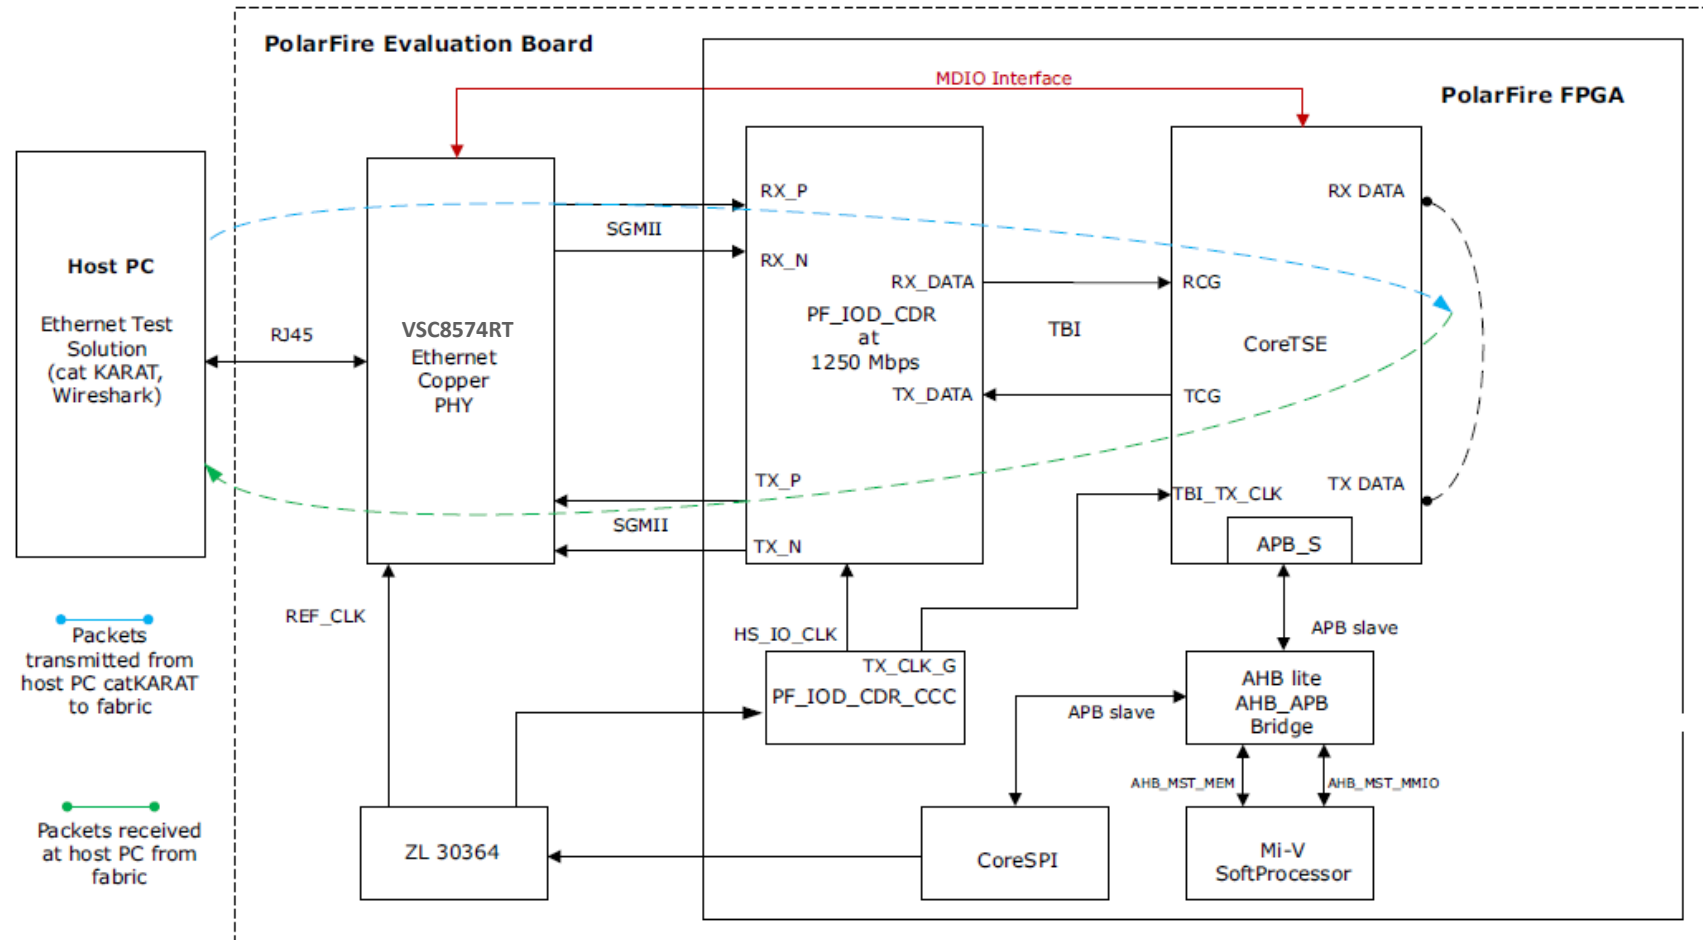 PolarFire Evaluation Board
MDIO Interface
PolarFire FPGA
Host PC
Ethernet Test
Solution
(cat KARAT,
Wireshark)
RJ45
VSC8574RT
Ethernet
Copper
PHY
SGMII
SGMII
RX_P
RX_N
RX_DATA
PF_IOD_CDR
at
1250 Mbps
TX_DATA
TX_P
TX_N
TBI
RX DATA
RCG
CoreTSE
TCG
TBI_TX_CLK
TX DATA
APB_S
REF_CLK
HS_IO_CLK
TX_CLK_G
PF_IOD_CDR_CCC
APB slave
APB slave
AHB lite
AHB_APB
Bridge
AHB_MST_MEM
AHB_MST_MMIO
ZL 30364
CoreSPI
Mi-V
SoftProcessor
Packets
transmitted from
host PC catKARAT
to fabric
Packets received
at host PC from
fabric